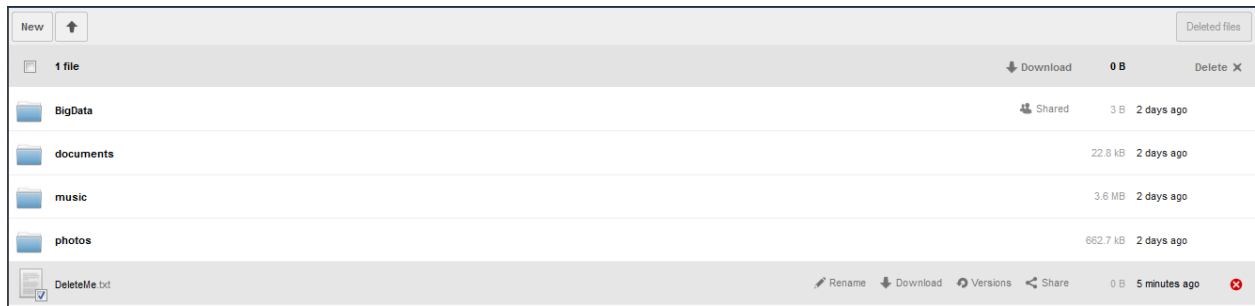 New Deleted files
1 file Download 0 B Delete
BigData Shared 3 B 2 days ago
documents 22.8 kB 2 days ago
music 3.6 MB 2 days ago
photos 662.7 kB 2 days ago
DeleteMe.txt Rename Download Versions Share 0 B 5 minutes ago